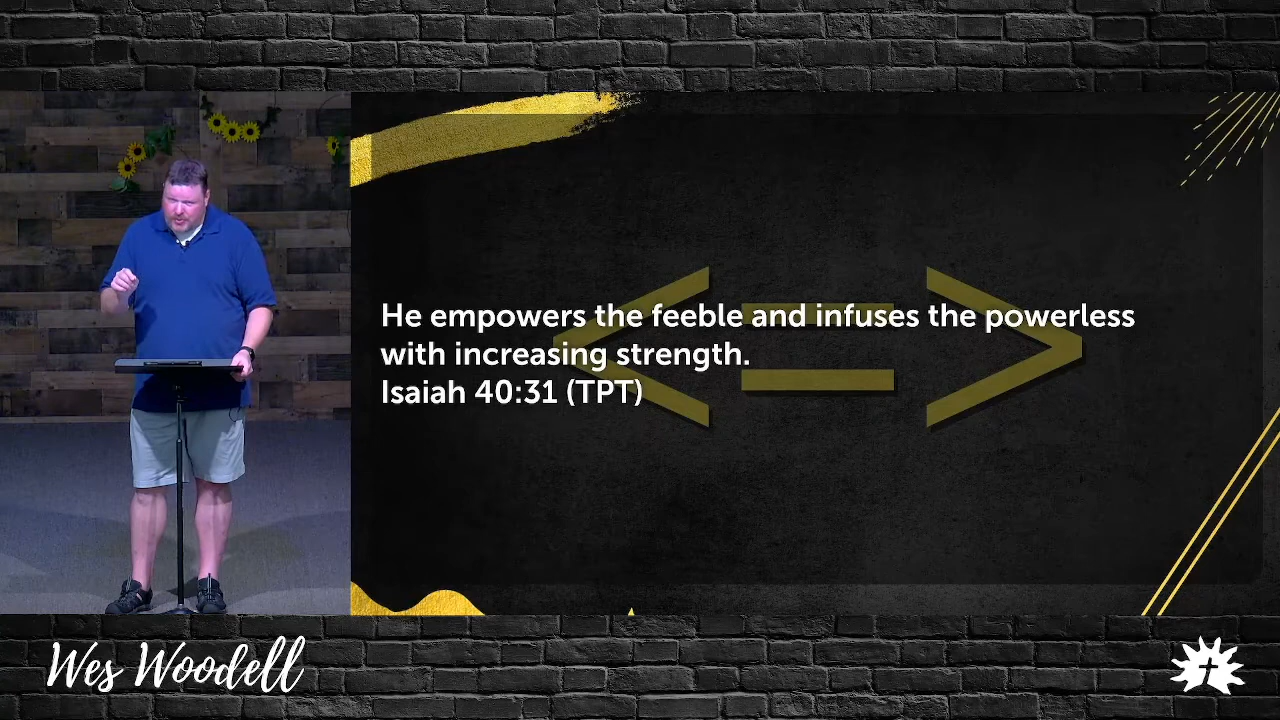 He empowers the feeble and infuses the powerless
with increasing strength.
Isaiah 40:31 (TPT)
Wes Woodell